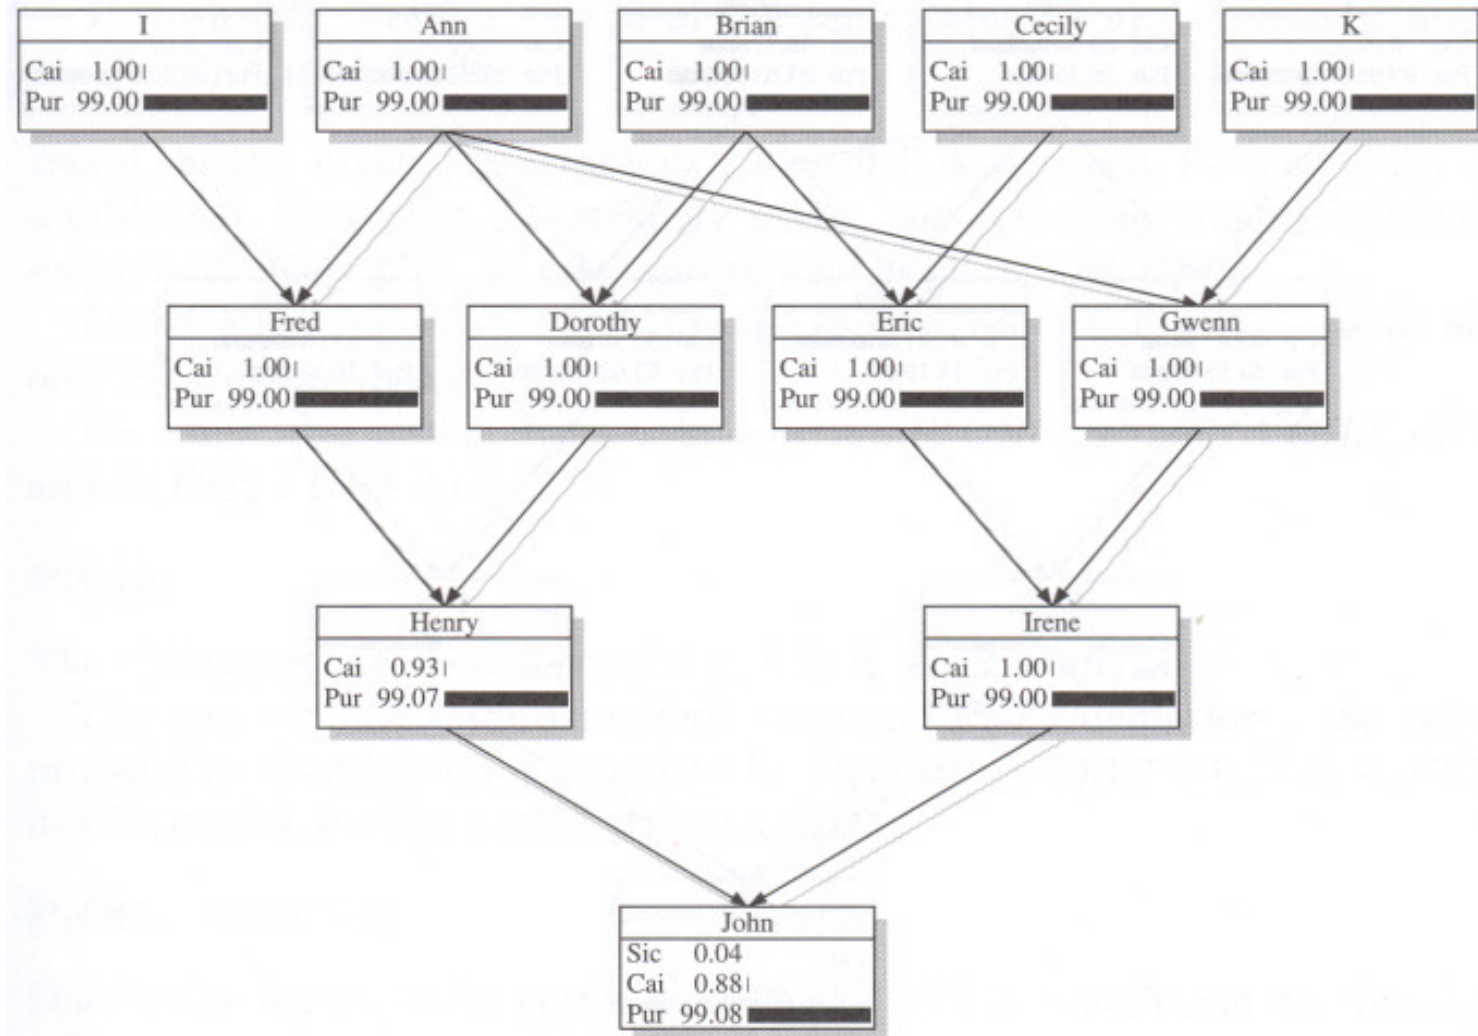 I
Cai 1.00
Pur 99.00
Ann
Cai 1.00
Pur 99.00
Brian
Cai 1.00
Pur 99.00
Cecily
Cai 1.00
Pur 99.00
K
Cai 1.00
Pur 99.00
Fred
Cai 1.00
Pur 99.00
Dorothy
Cai 1.00
Pur 99.00
Eric
Cai 1.00
Pur 99.00
Gwenn
Cai 1.00
Pur 99.00
Henry
Cai 0.93
Pur 99.07
Irene
Cai 1.00
Pur 99.00
John
Sic 0.04
Cai 0.88
Pur 99.08